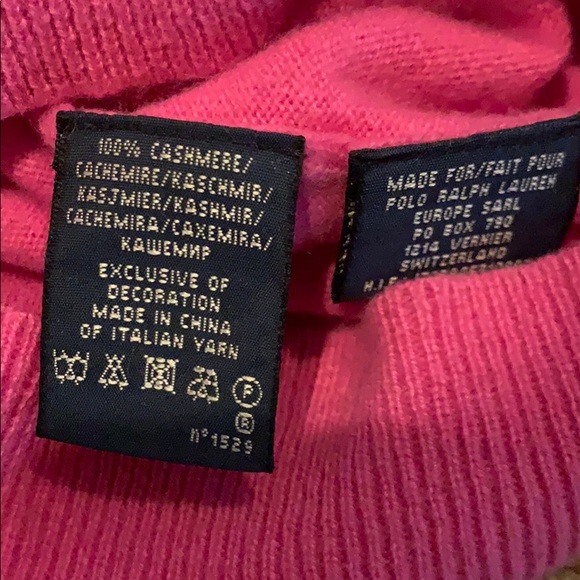 100% CASHMERE/
CACHEMIRE/KASCHMIR/
KASJMIER/KASHMIR/
CACHEMIRA/CAXEMIRA/
КАШЕМИР
EXCLUSIVE OF
DECORATION
MADE IN CHINA
OF ITALIAN YARN
P
®
n°1529
MADE FOR/FAIT POUR
POLO RALPH LAUREN
EUROPE SARL
PO BOX 790
1214 VERNIER
SWITZERLAND